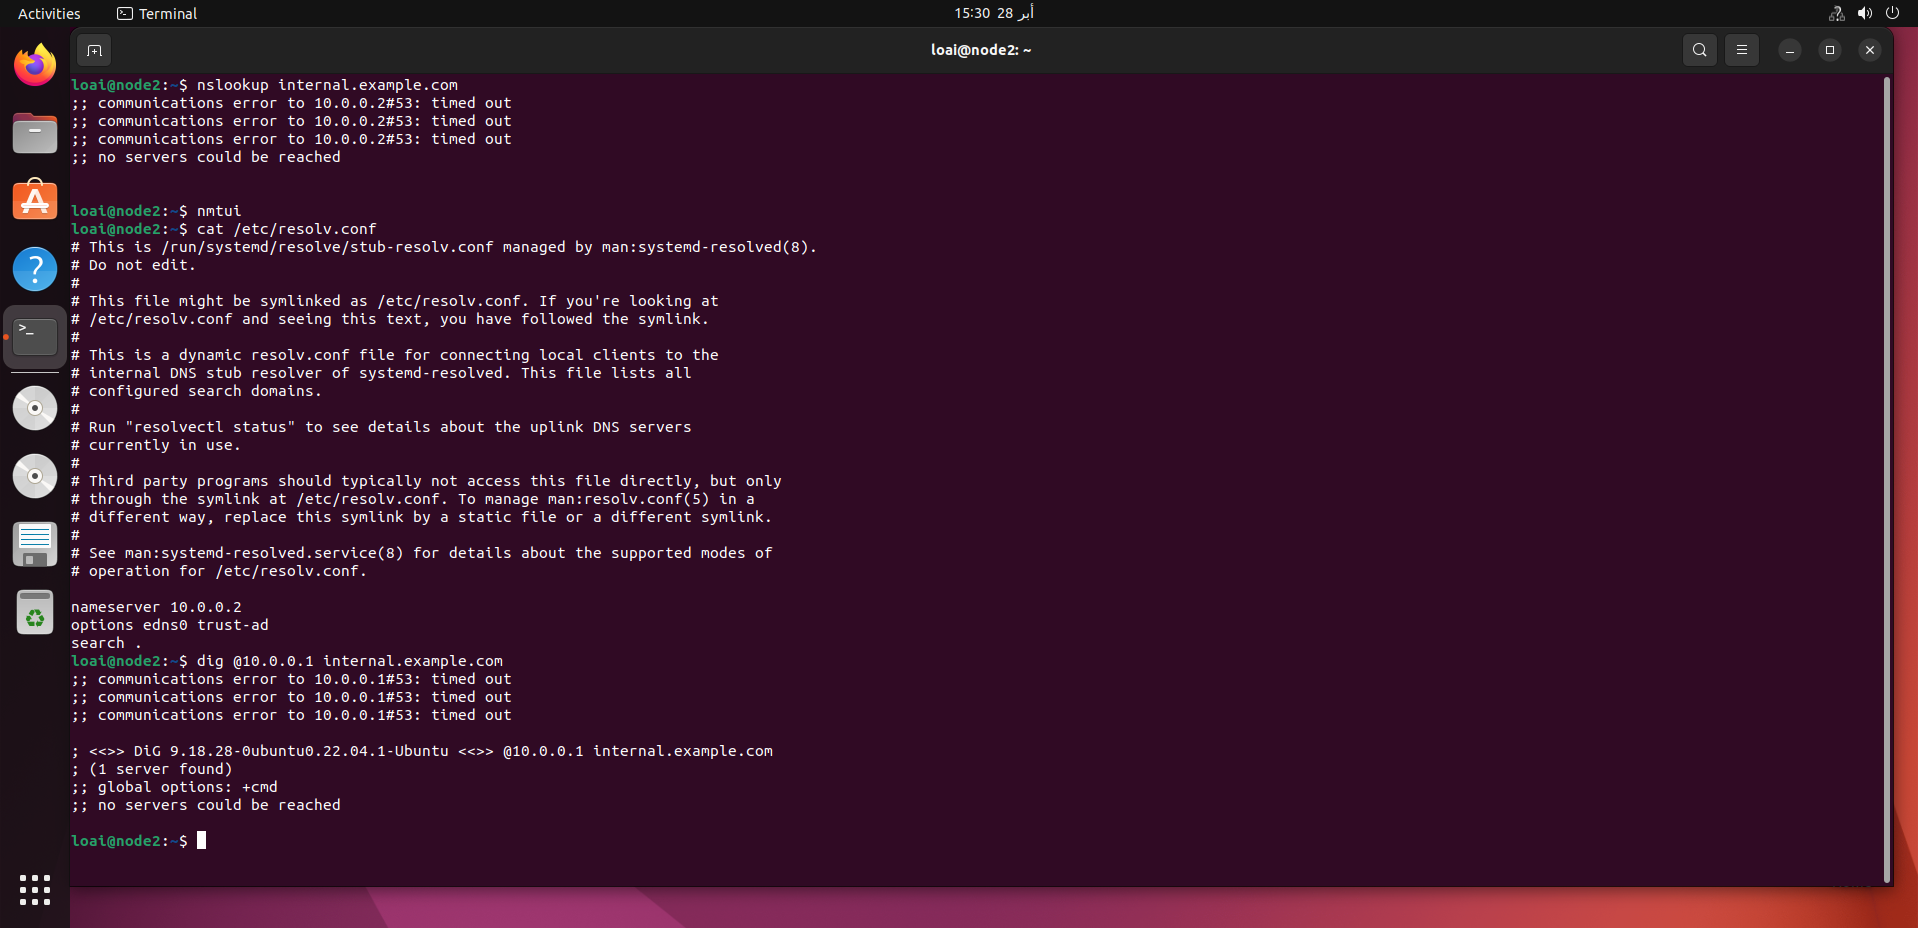 Activities
Terminal
15:30 28 أبر
loai@node2: ~
loai@node2:~$ nslookup internal.example.com
;; communications error to 10.0.0.2#53: timed out
;; communications error to 10.0.0.2#53: timed out
;; communications error to 10.0.0.2#53: timed out
;; no servers could be reached
loai@node2:~$ nmtui
loai@node2:~$ cat /etc/resolv.conf
# This is /run/systemd/resolve/stub-resolv.conf managed by man:systemd-resolved(8).
# Do not edit.
#
# This file might be symlinked as /etc/resolv.conf. If you're looking at
# /etc/resolv.conf and seeing this text, you have followed the symlink.
#
# This is a dynamic resolv.conf file for connecting local clients to the
# internal DNS stub resolver of systemd-resolved. This file lists all
# configured search domains.
#
# Run "resolvectl status" to see details about the uplink DNS servers
# currently in use.
#
# Third party programs should typically not access this file directly, but only
# through the symlink at /etc/resolv.conf. To manage man:resolv.conf(5) in a
# different way, replace this symlink by a static file or a different symlink.
#
# See man:systemd-resolved.service(8) for details about the supported modes of
# operation for /etc/resolv.conf.
nameserver 10.0.0.2
options edns0 trust-ad
search .
loai@node2:~$ dig @10.0.0.1 internal.example.com
;; communications error to 10.0.0.1#53: timed out
;; communications error to 10.0.0.1#53: timed out
;; communications error to 10.0.0.1#53: timed out
; <<>> DiG 9.18.28-0ubuntu0.22.04.1-Ubuntu <<>> @10.0.0.1 internal.example.com
; (1 server found)
;; global options: +cmd
;; no servers could be reached
loai@node2:~$